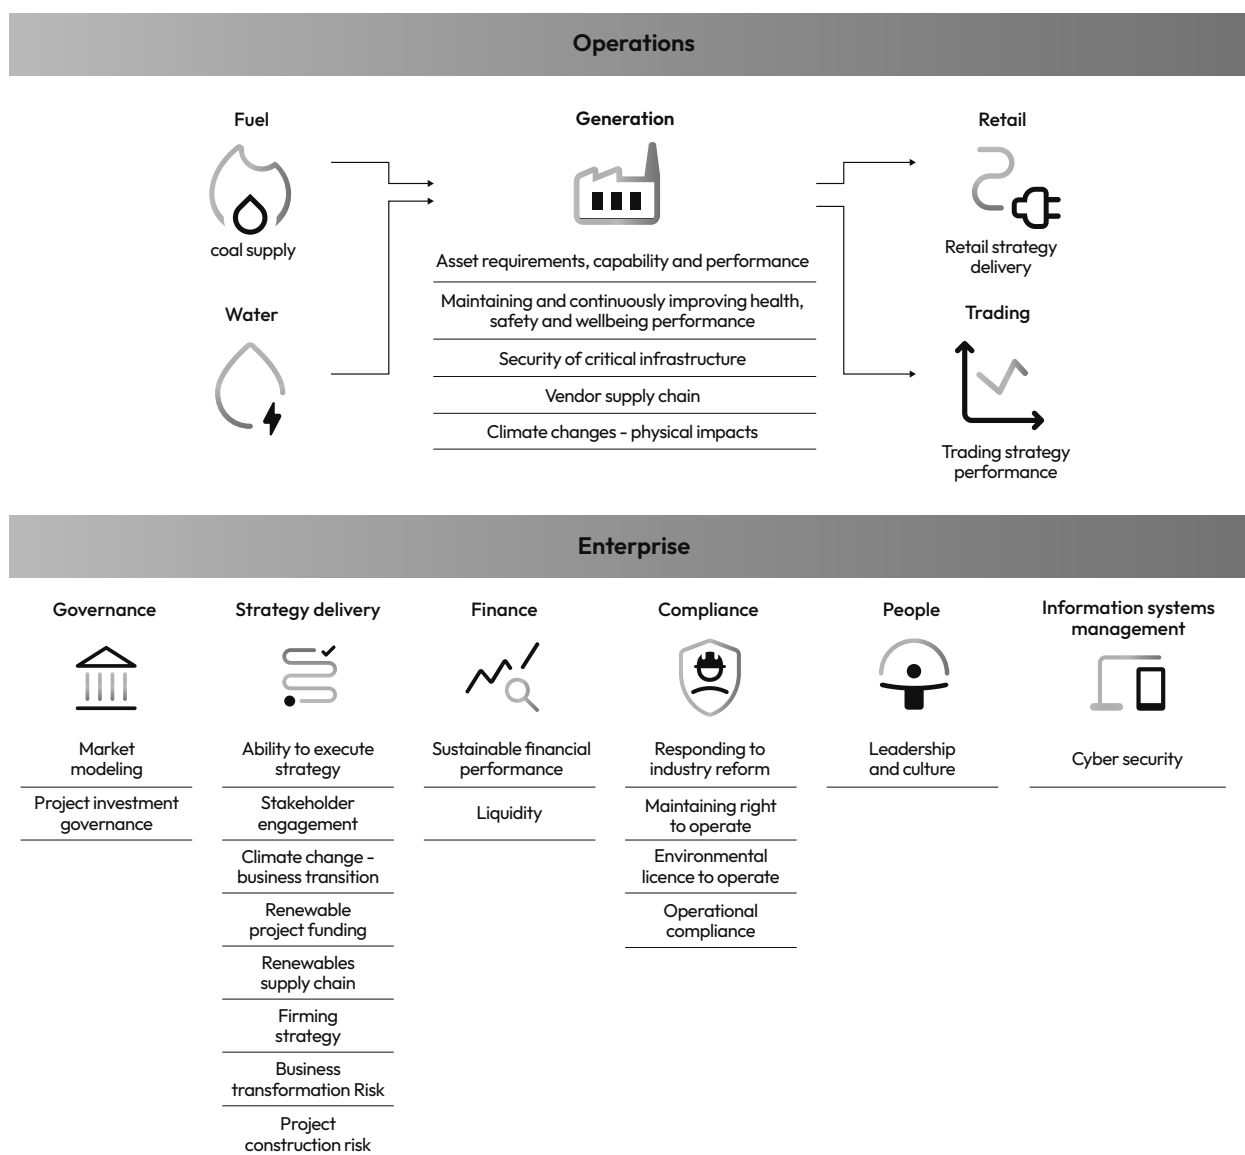 Operations
Fuel
coal supply
Water
Generation
Asset requirements, capability and performance
Maintaining and continuously improving health,
safety and wellbeing performance
Security of critical infrastructure
Vendor supply chain
Climate changes - physical impacts
Retail
Retail strategy
delivery
Trading
Trading strategy
performance
Enterprise
Governance
Market
modeling
Project investment
governance
Strategy delivery
Ability to execute
strategy
Stakeholder
engagement
Climate change -
business transition
Renewable
project funding
Renewables
supply chain
Firming
strategy
Business
transformation Risk
Project
construction risk
Finance
Sustainable financial
performance
Liquidity
Compliance
Responding to
industry reform
Maintaining right
to operate
Environmental
licence to operate
Operational
compliance
People
Leadership
and culture
Information systems
management
Cyber security